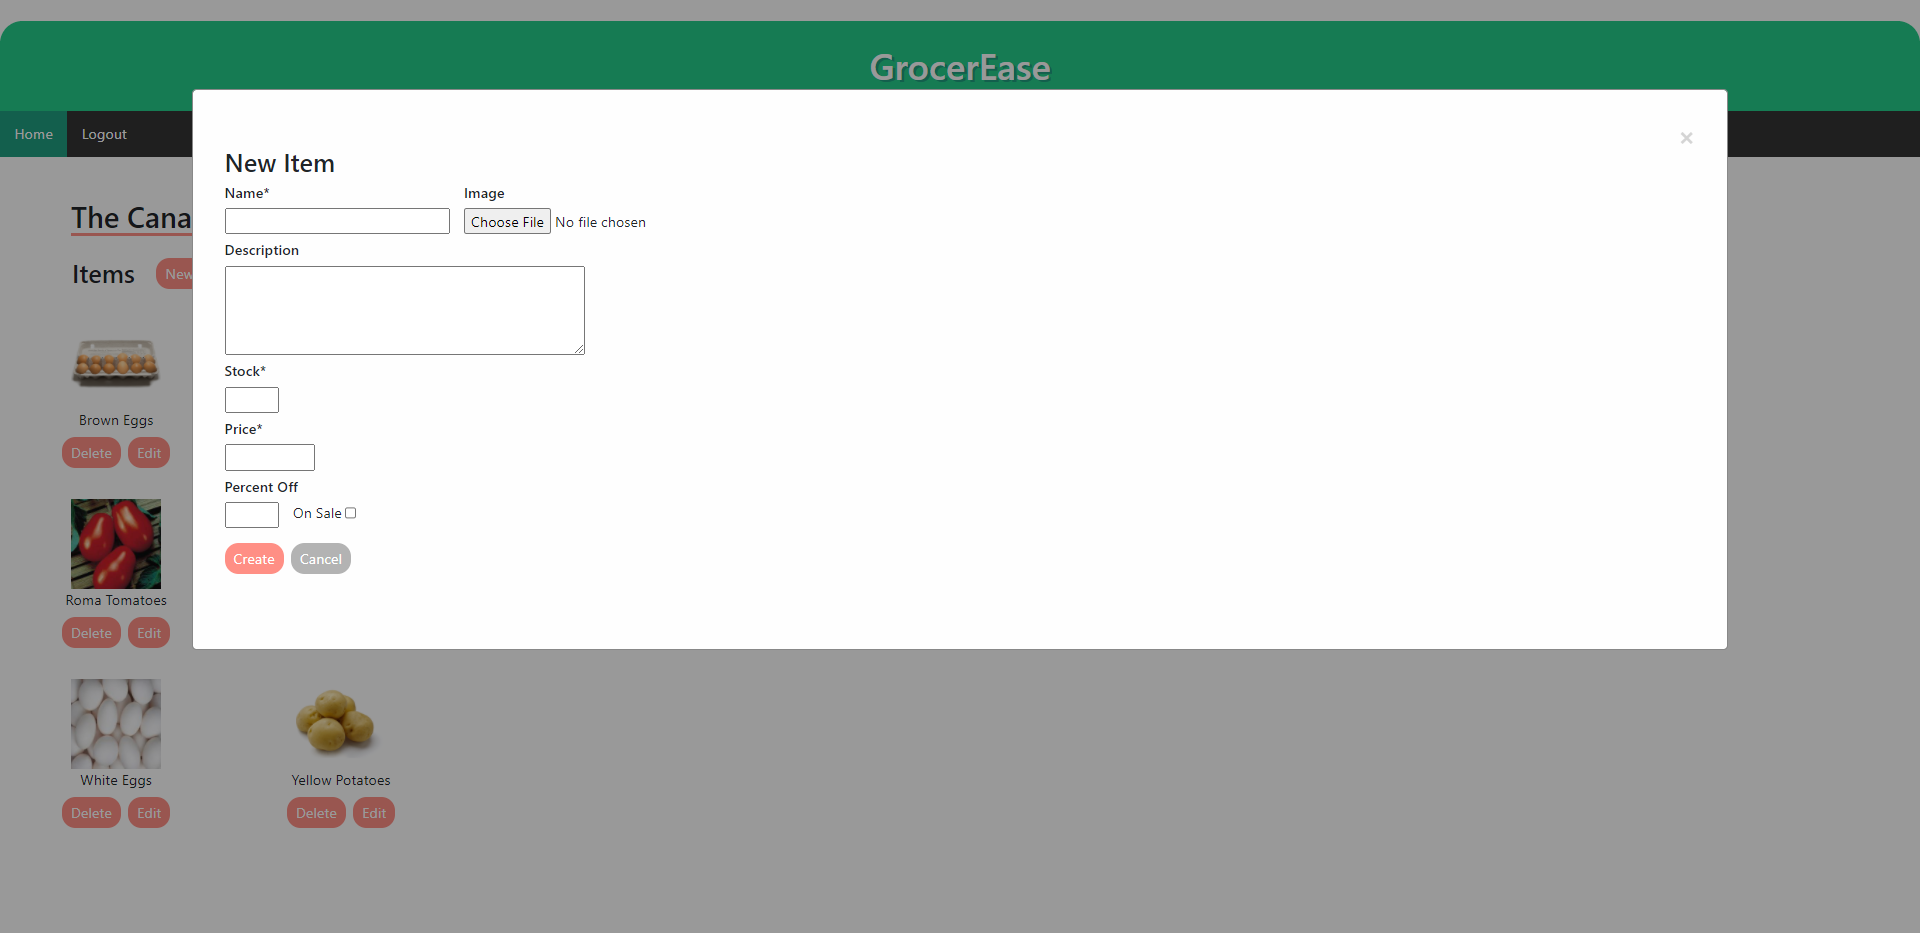 GrocerEase
Home Logout
×
New Item
Name* Image
Choose File No file chosen
Description
Stock*
Price*
Percent Off
On Sale
Create Cancel
The Cana
Items New
Brown Eggs
Delete Edit
Roma Tomatoes
Delete Edit
White Eggs Yellow Potatoes
Delete Edit Delete Edit